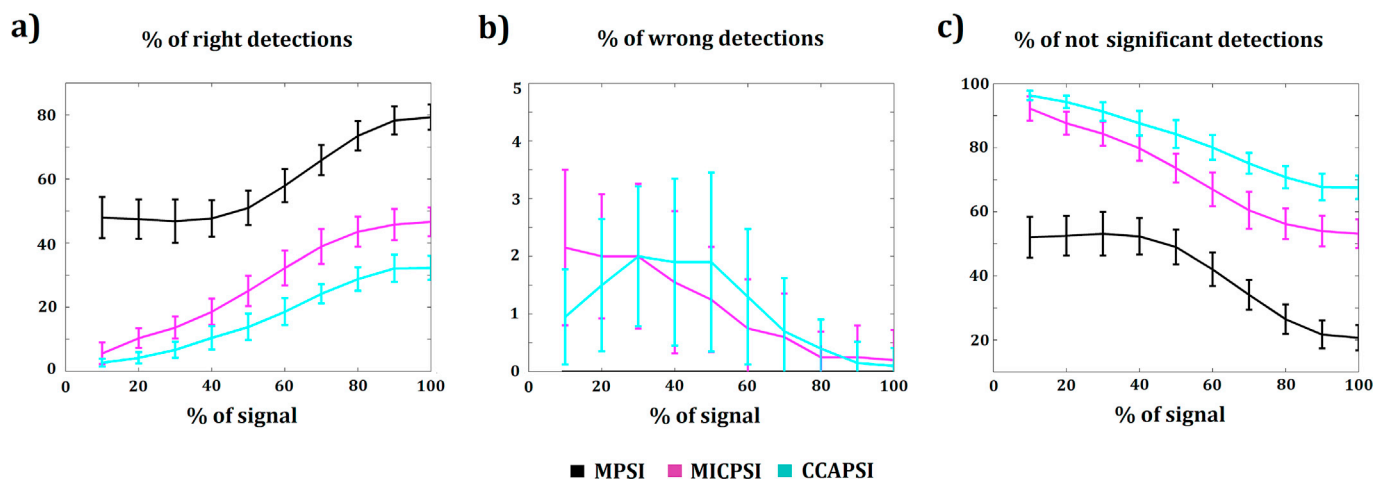 a)
% of right detections
80
60
40
20
0
0 20 40 60 80 100
% of signal
b)
% of wrong detections
5
4
3
2
1
0
0 20 40 60 80 100
% of signal
c)
% of not significant detections
100
80
60
40
20
0 20 40 60 80 100
% of signal
MPSI MICPSI CCAPSI